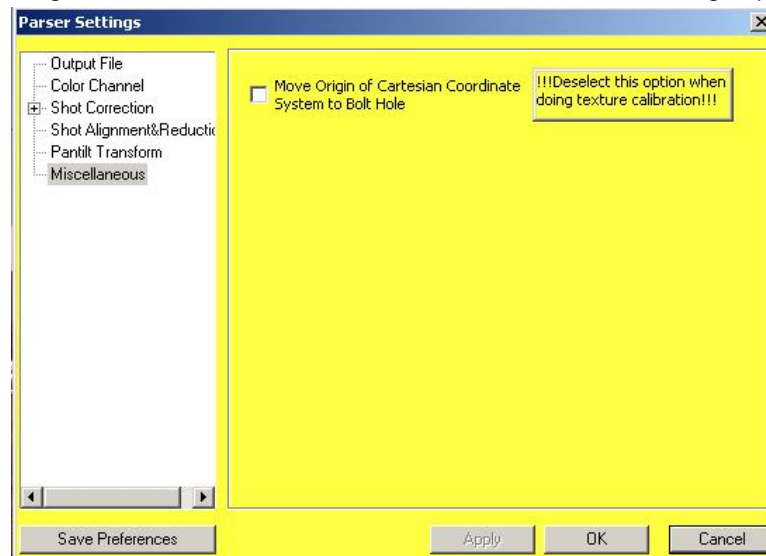 Parser Settings
Output File
Color Channel
Shot Correction
Shot Alignment&Reductic
Pantilt Transform
Miscellaneous
Move Origin of Cartesian Coordinate
System to Bolt Hole
!!!Deselect this option when
doing texture calibration!!!
Save Preferences
Apply
OK
Cancel